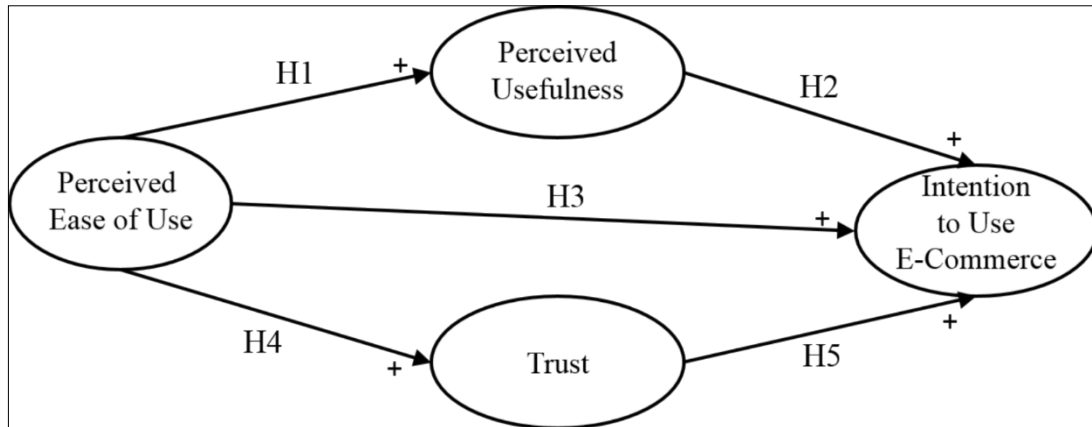 Perceived
Usefulness
H1
+
H2
+
Perceived
Ease of Use
H3
+
Intention
to Use
E-Commerce
H4
+
Trust
H5
+